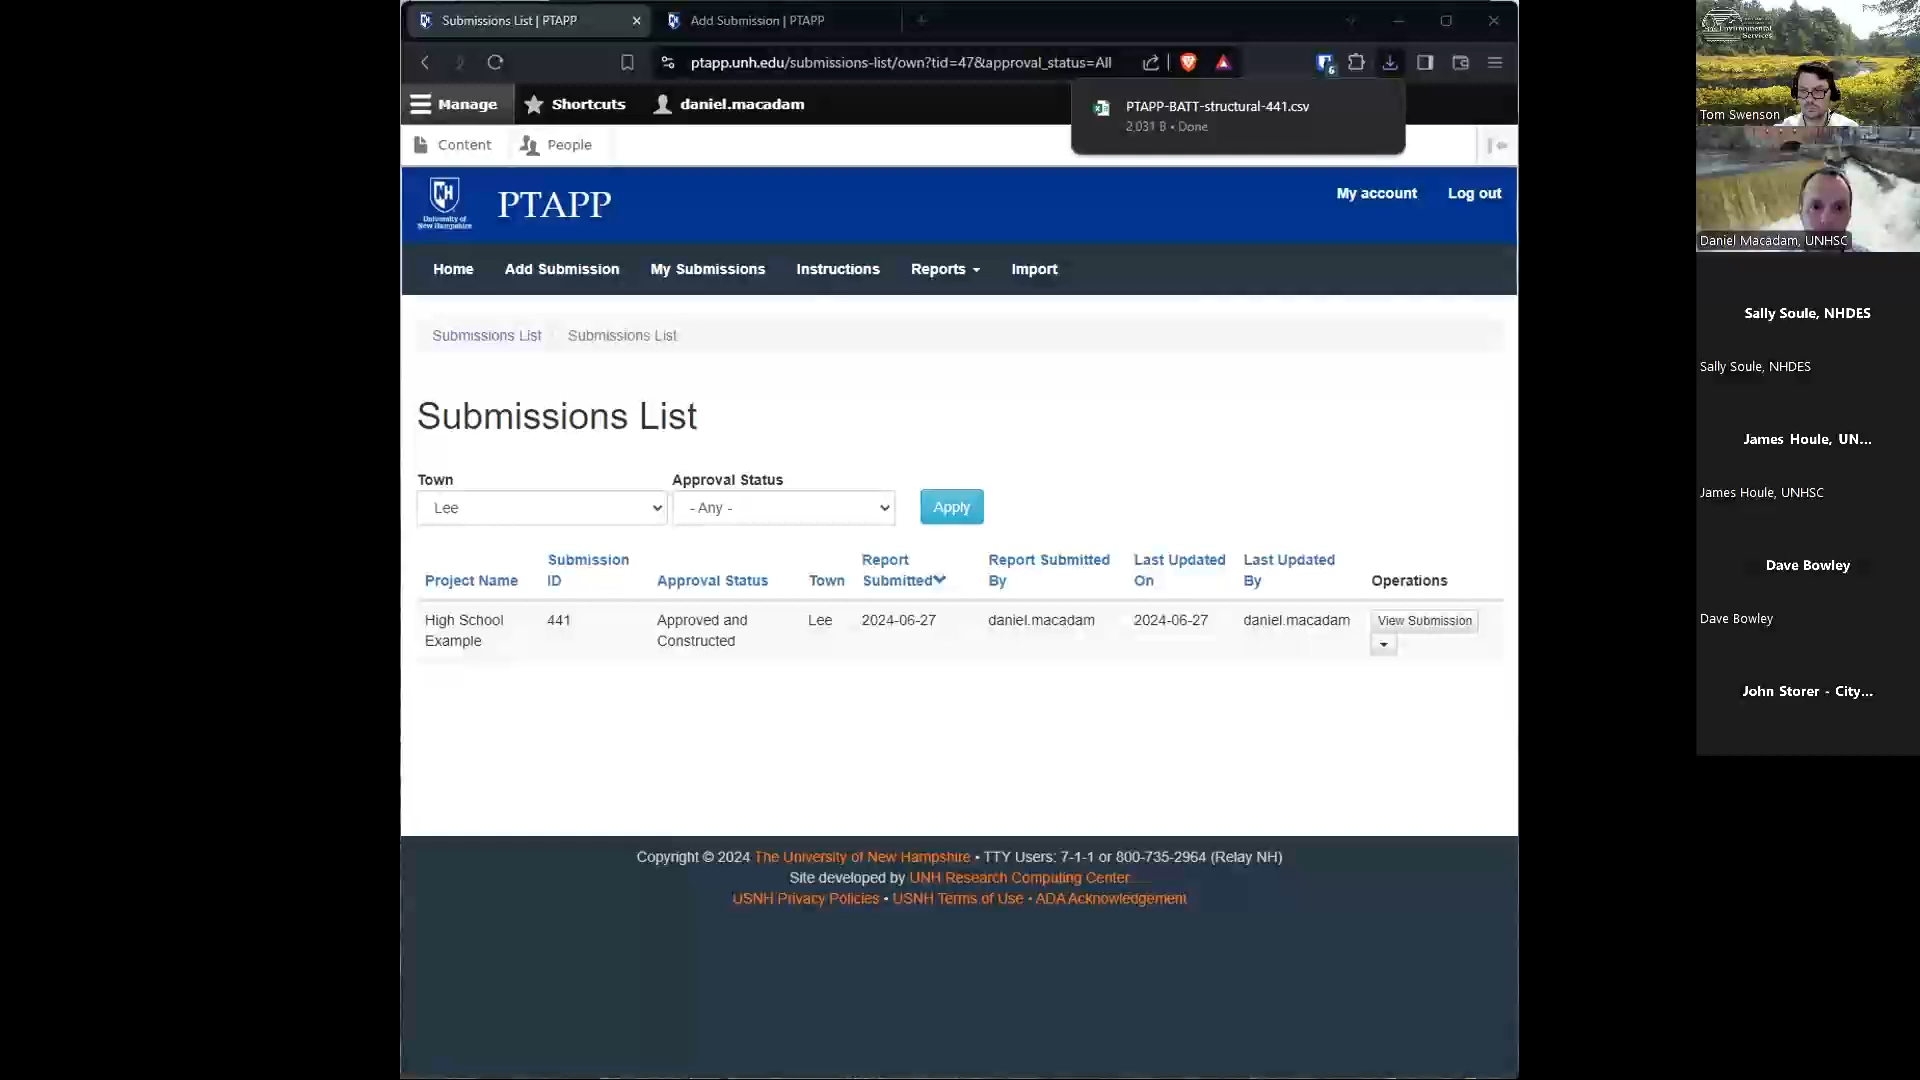 Submissions List | PTAPP
Add Submission | PTAPP
ptapp.unh.edu/submissions-list/own?tid=47&approval_status=All
6
Manage
Shortcuts
daniel.macadam
PTAPP-BATT-structural-441.csv
2,031 B • Done
Content
People
NH
University of
New Hampshire
PTAPP
My account
Log out
Home
Add Submission
My Submissions
Instructions
Reports
Import
Submissions List
Submissions List
Submissions List
Town
Approval Status
Lee
- Any -
Apply
Project Name
Submission
ID
Approval Status
Town
Report
Submitted
Report Submitted
By
Last Updated
On
Last Updated
By
Operations
High School
Example
441
Approved and
Constructed
Lee
2024-06-27
daniel.macadam
2024-06-27
daniel.macadam
View Submission
Copyright © 2024 The University of New Hampshire • TTY Users: 7-1-1 or 800-735-2964 (Relay NH)
Site developed by UNH Research Computing Center
USNH Privacy Policies • USNH Terms of Use • ADA Acknowledgement
Environmental
Services
Tom Swenson
Daniel Macadam, UNHSC
Sally Soule, NHDES
Sally Soule, NHDES
James Houle, UN...
James Houle, UNHSC
Dave Bowley
Dave Bowley
John Storer - City...